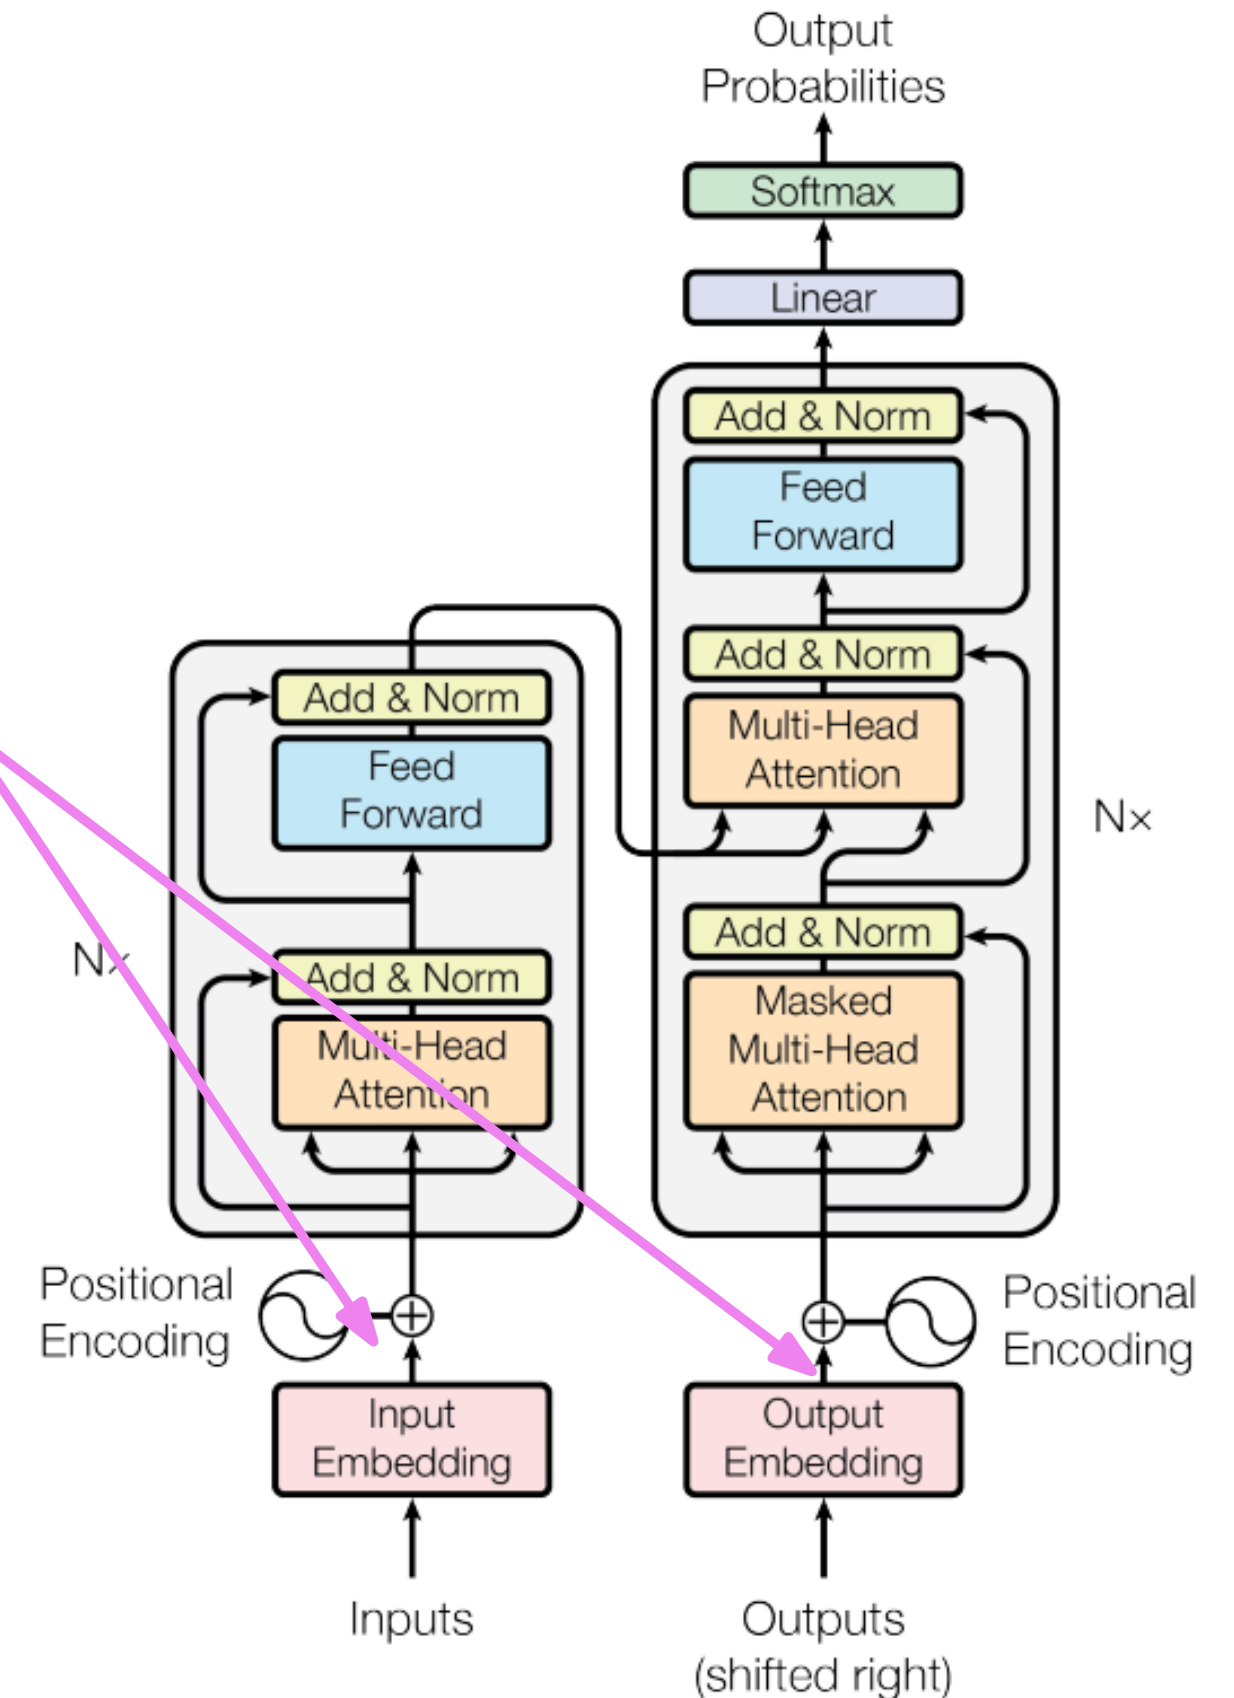 Output
Probabilities
Softmax
Linear
Add & Norm
Feed
Forward
Add & Norm
Multi-Head
Attention
Nx
Add & Norm
Masked
Multi-Head
Attention
Add & Norm
Feed
Forward
Nx
Add & Norm
Multi-Head
Attention
Positional
Encoding
Positional
Encoding
Input
Embedding
Output
Embedding
Inputs
Outputs
(shifted right)